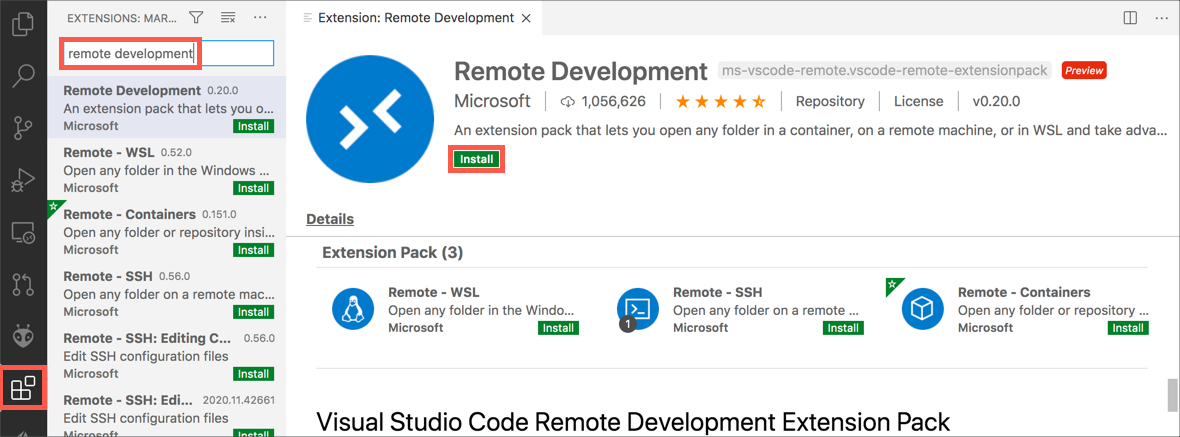 EXTENSIONS: MAR...
remote development
Remote Development 0.20.0
An extension pack that lets you o...
Microsoft Install
Remote - WSL 0.52.0
Open any folder in the Windows ...
Microsoft Install
Remote - Containers 0.151.0
Open any folder or repository insi...
Microsoft Install
Remote - SSH 0.56.0
Open any folder on a remote mac...
Microsoft Install
Remote - SSH: Editing C... 0.56.0
Edit SSH configuration files
Microsoft Install
Remote - SSH: Edi... 2020.11.42661
Edit SSH configuration files
Microsoft Install
Extension: Remote Development
Remote Development ms-vscode-remote.vscode-remote-extensionpack Preview
Microsoft 1,056,626 Repository License v0.20.0
An extension pack that lets you open any folder in a container, on a remote machine, or in WSL and take adva...
Install
Details
Extension Pack (3)
Remote - WSL
Open any folder in the Windo...
Microsoft Install
1
Remote - SSH
Open any folder on a remote ...
Microsoft Install
Remote - Containers
Open any folder or repository ...
Microsoft Install
Visual Studio Code Remote Development Extension Pack